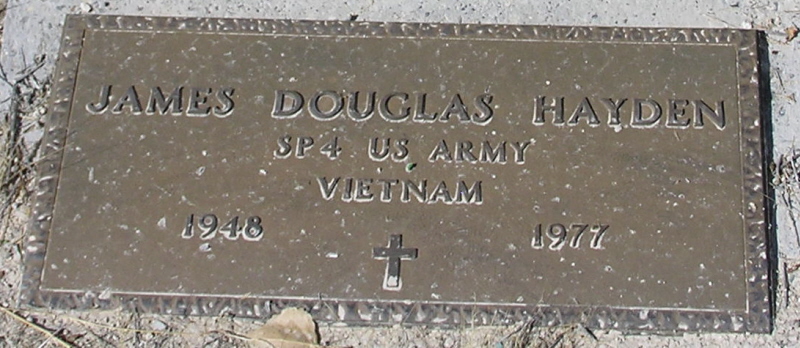 JAMES DOUGLAS HAYDEN
SP4 US ARMY
VIETNAM
1948 1977